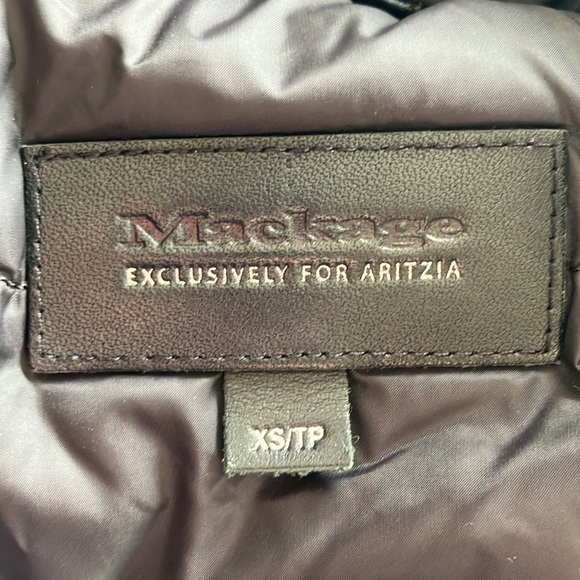 Mackage
EXCLUSIVELY FOR ARITZIA
XS/TP